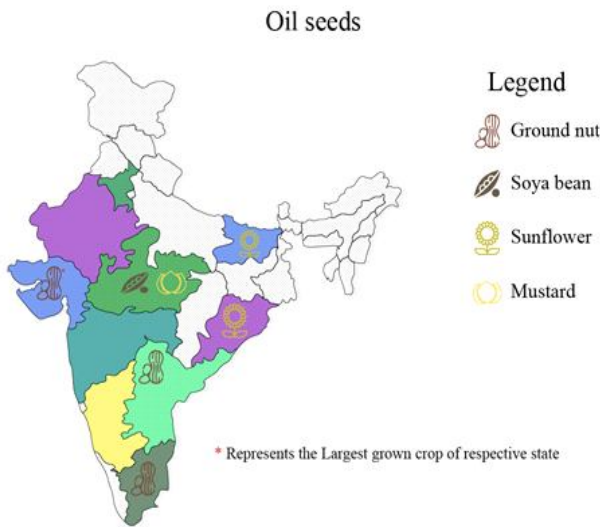 Oil seeds
Legend
Ground nut
Soya bean
Sunflower
Mustard
* Represents the Largest grown crop of respective state